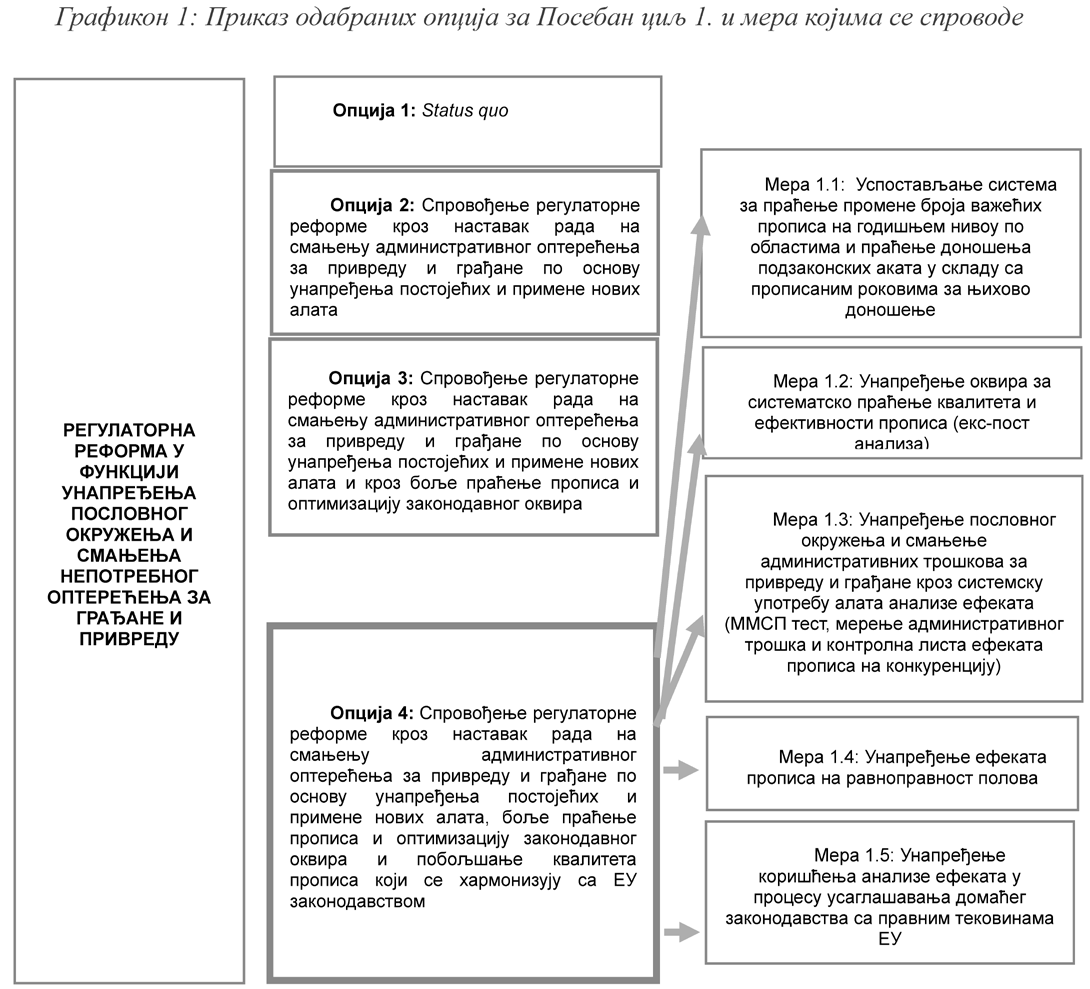 Графикон 1: Приказ одабраних опција за Посебан циљ 1. и мера којима се спроводе
РЕГУЛАТОРНА
РЕФОРМА У
ФУНКЦИЈИ
УНАПРЕЂЕЊА
ПОСЛОВНОГ
ОКРУЖЕЊА И
СМАЊЕЊА
НЕПОТРЕБНОГ
ОПТЕРЕЋЕЊА ЗА
ГРАЂАНЕ И
ПРИВРЕДУ
Опција 1: Status quo
Опција 2: Спровођење регулаторне
реформе кроз наставак рада на
смањењу административног оптерећења
за привреду и грађане по основу
унапређења постојећих и примене нових
алата
Опција 3: Спровођење регулаторне
реформе кроз наставак рада на
смањењу административног оптерећења
за привреду и грађане по основу
унапређења постојећих и примене нових
алата и кроз боље праћење прописа и
оптимизацију законодавног оквира
Опција 4: Спровођење регулаторне
реформе кроз наставак рада на
смањењу административног
оптерећења за привреду и грађане по
основу унапређења постојећих и
примене нових алата, боље праћење
прописа и оптимизацију законодавног
оквира и побољшање квалитета
прописа који се хармонизују са ЕУ
законодавством
Мера 1.1: Успостављање система
за праћење промене броја важећих
прописа на годишњем нивоу по
областима и праћење доношења
подзаконских аката у складу са
прописаним роковима за њихово
доношење
Мера 1.2: Унапређење оквира за
систематско праћење квалитета и
ефективности прописа (екс-пост
анализа)
Мера 1.3: Унапређење пословног
окружења и смањење
административних трошкова за
привреду и грађане кроз системску
употребу алата анализе ефеката
(ММСП тест, мерење административног
трошка и контролна листа ефеката
прописа на конкуренцију)
Мера 1.4: Унапређење ефеката
прописа на равноправност полова
Мера 1.5: Унапређење
коришћења анализе ефеката у
процесу усаглашавања домаћег
законодавства са правним тековинама
ЕУ